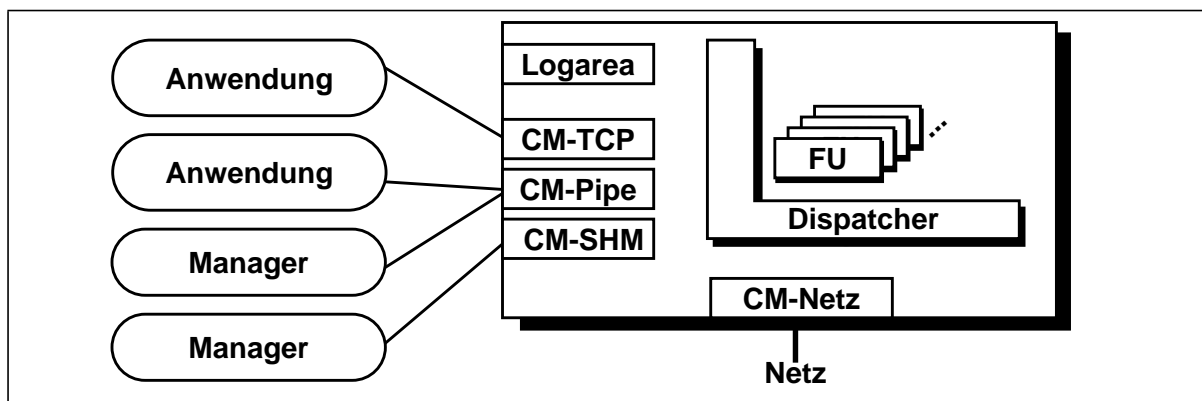 Anwendung
Anwendung
Manager
Manager
Logarea
CM-TCP
CM-Pipe
CM-SHM
FU
Dispatcher
CM-Netz
Netz